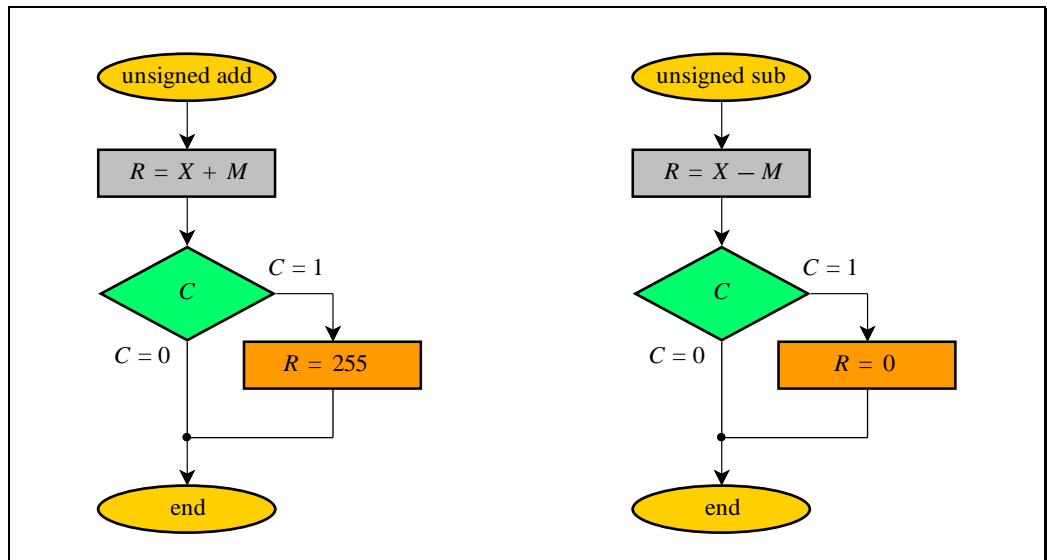 unsigned add
R = X + M
C
C = 1
C = 0
R = 255
end
unsigned sub
R = X − M
C
C = 1
C = 0
R = 0
end